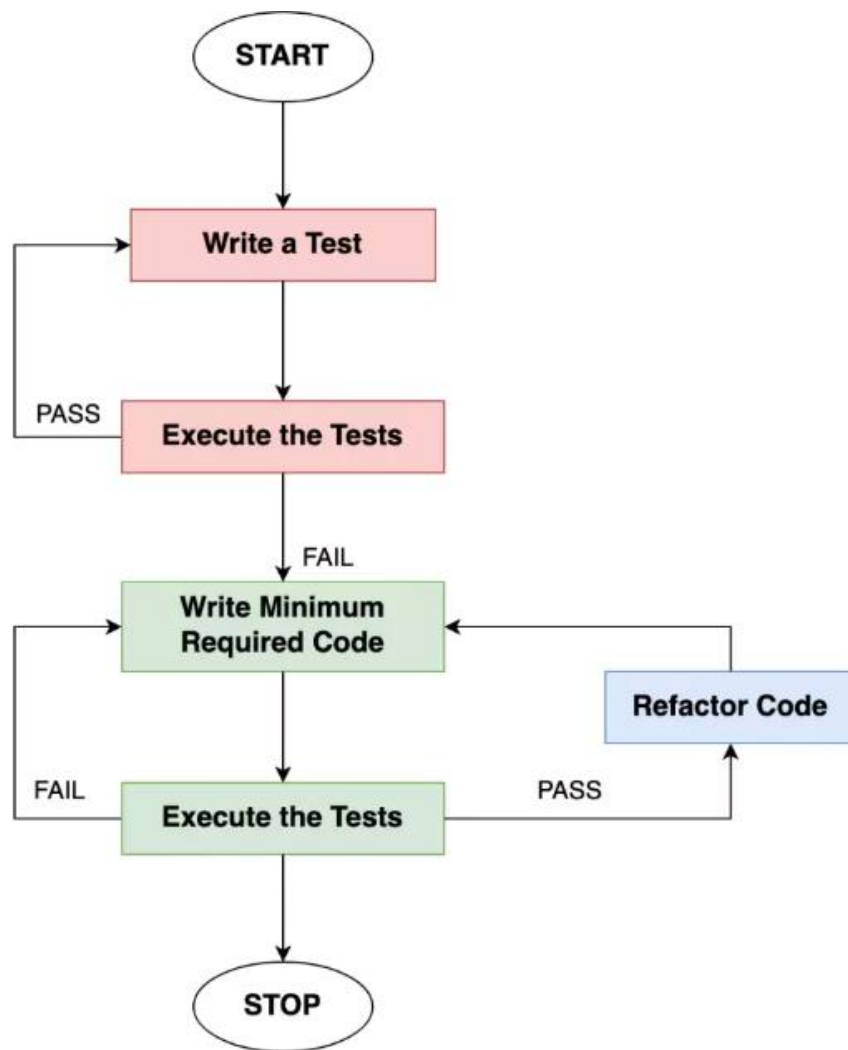 START
Write a Test
PASS
Execute the Tests
FAIL
Write Minimum
Required Code
Refactor Code
FAIL
PASS
Execute the Tests
STOP